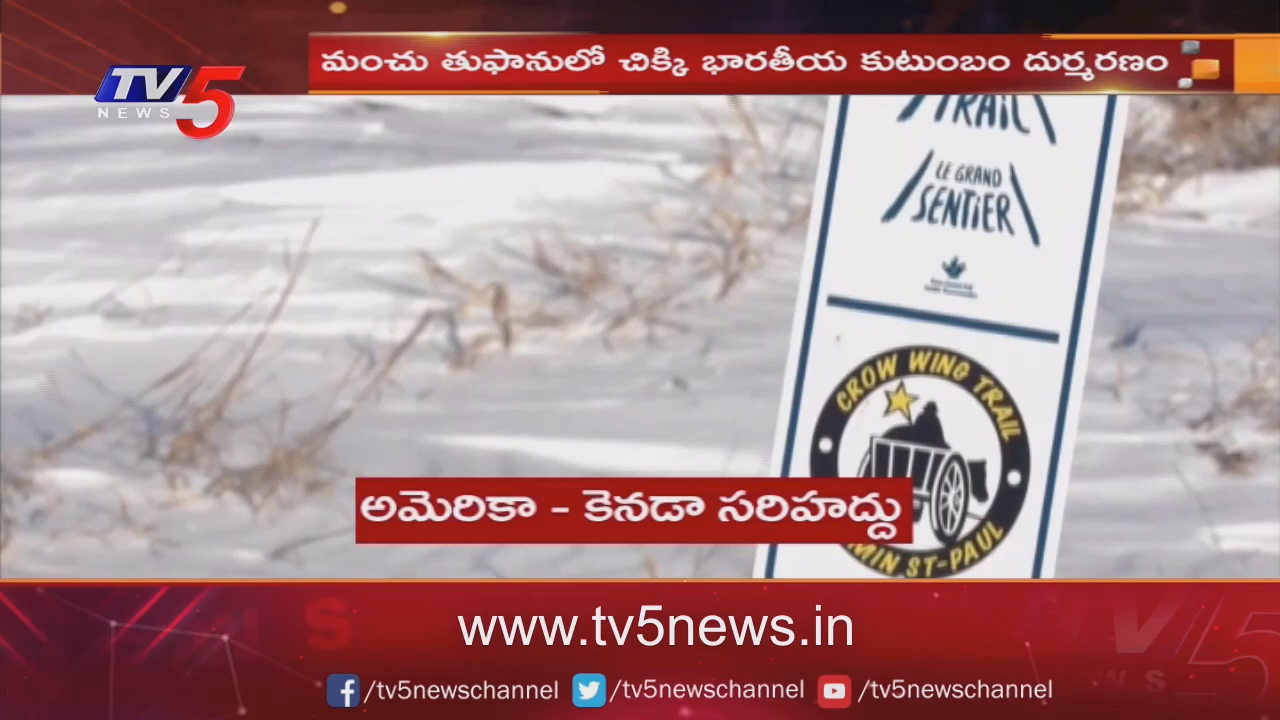 మంచు తుఫానులో చిక్కి భారతీయ కుటుంబం దుర్మరణం
TV5
NEWS
TRAIL
LE GRAND
SENTIER
CROW WING TRAIL
అమెరికా - కెనడా సరిహద్దు
MIN ST-PAUL
www.tv5news.in
/tv5newschannel /tv5newschannel /tv5newschannel